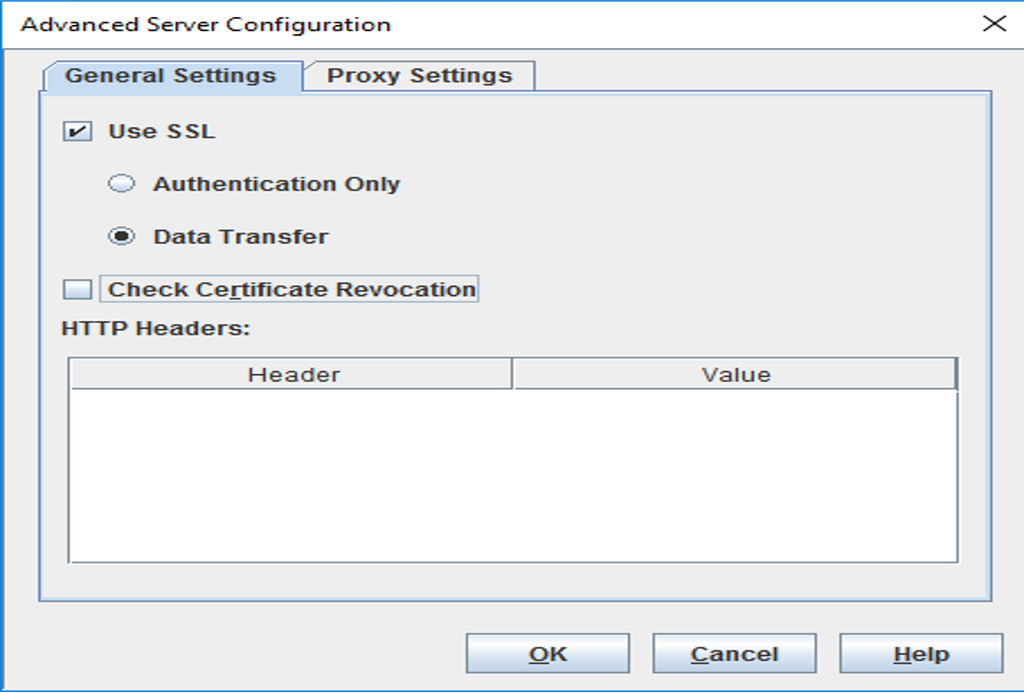 Advanced Server Configuration
General Settings Proxy Settings
Use SSL
Authentication Only
Data Transfer
Check Certificate Revocation
HTTP Headers:
Header Value
OK Cancel Help